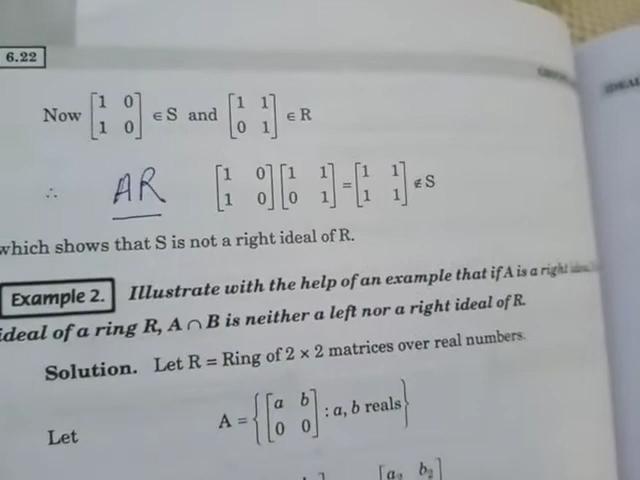 6.22
Now [1 0; 1 0] ∈ S and [1 1; 0 1] ∈ R
∴ AR [1 0; 1 0] [1 1; 0 1] = [1 1; 1 1] ∉ S
which shows that S is not a right ideal of R.
Example 2. Illustrate with the help of an example that if A is a right
ideal of a ring R, A ∩ B is neither a left nor a right ideal of R.
Solution. Let R = Ring of 2 × 2 matrices over real numbers.
Let A = {[a b; 0 0] : a, b reals}